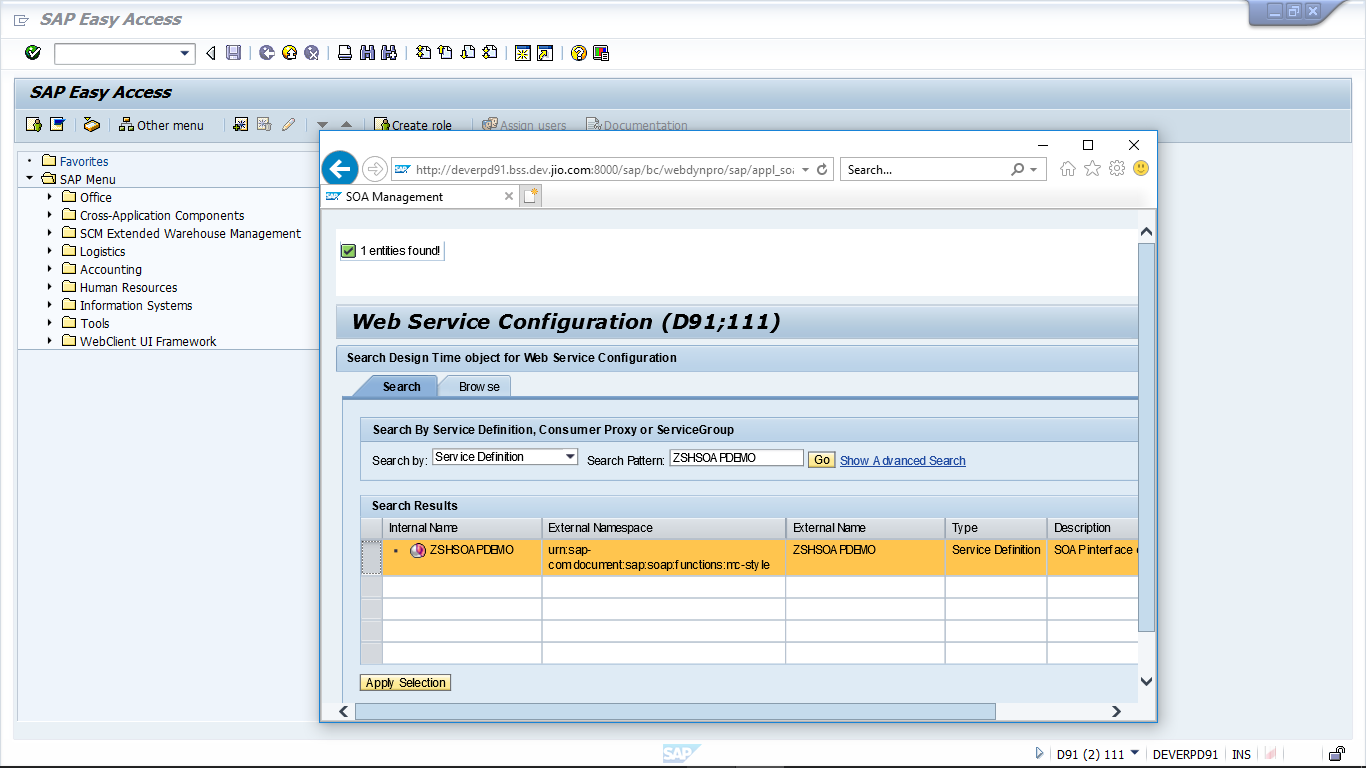 SAP Easy Access
SAP Easy Access
Other menu
Create role
Assign users
Documentation
Favorites
SAP Menu
Office
Cross-Application Components
SCM Extended Warehouse Management
Logistics
Accounting
Human Resources
Information Systems
Tools
WebClient UI Framework
SAP http://deverpd91.bss.dev.jio.com:8000/sap/bc/webdynpro/sap/appl_soa
Search...
SAP SOA Management
1 entities found!
Web Service Configuration (D91;111)
Search Design Time object for Web Service Configuration
Search Browse
Search By Service Definition, Consumer Proxy or ServiceGroup
Search by: Service Definition Search Pattern: ZSHSOAPDEMO Go Show Advanced Search
Search Results
Internal Name External Namespace External Name Type Description
ZSHSOAPDEMO urn:sap- ZSHSOAPDEMO Service Definition SOAP interface
com:document:sap:soap:functions:mc-style
Apply Selection
SAP
D91 (2) 111 DEVERPD91 INS